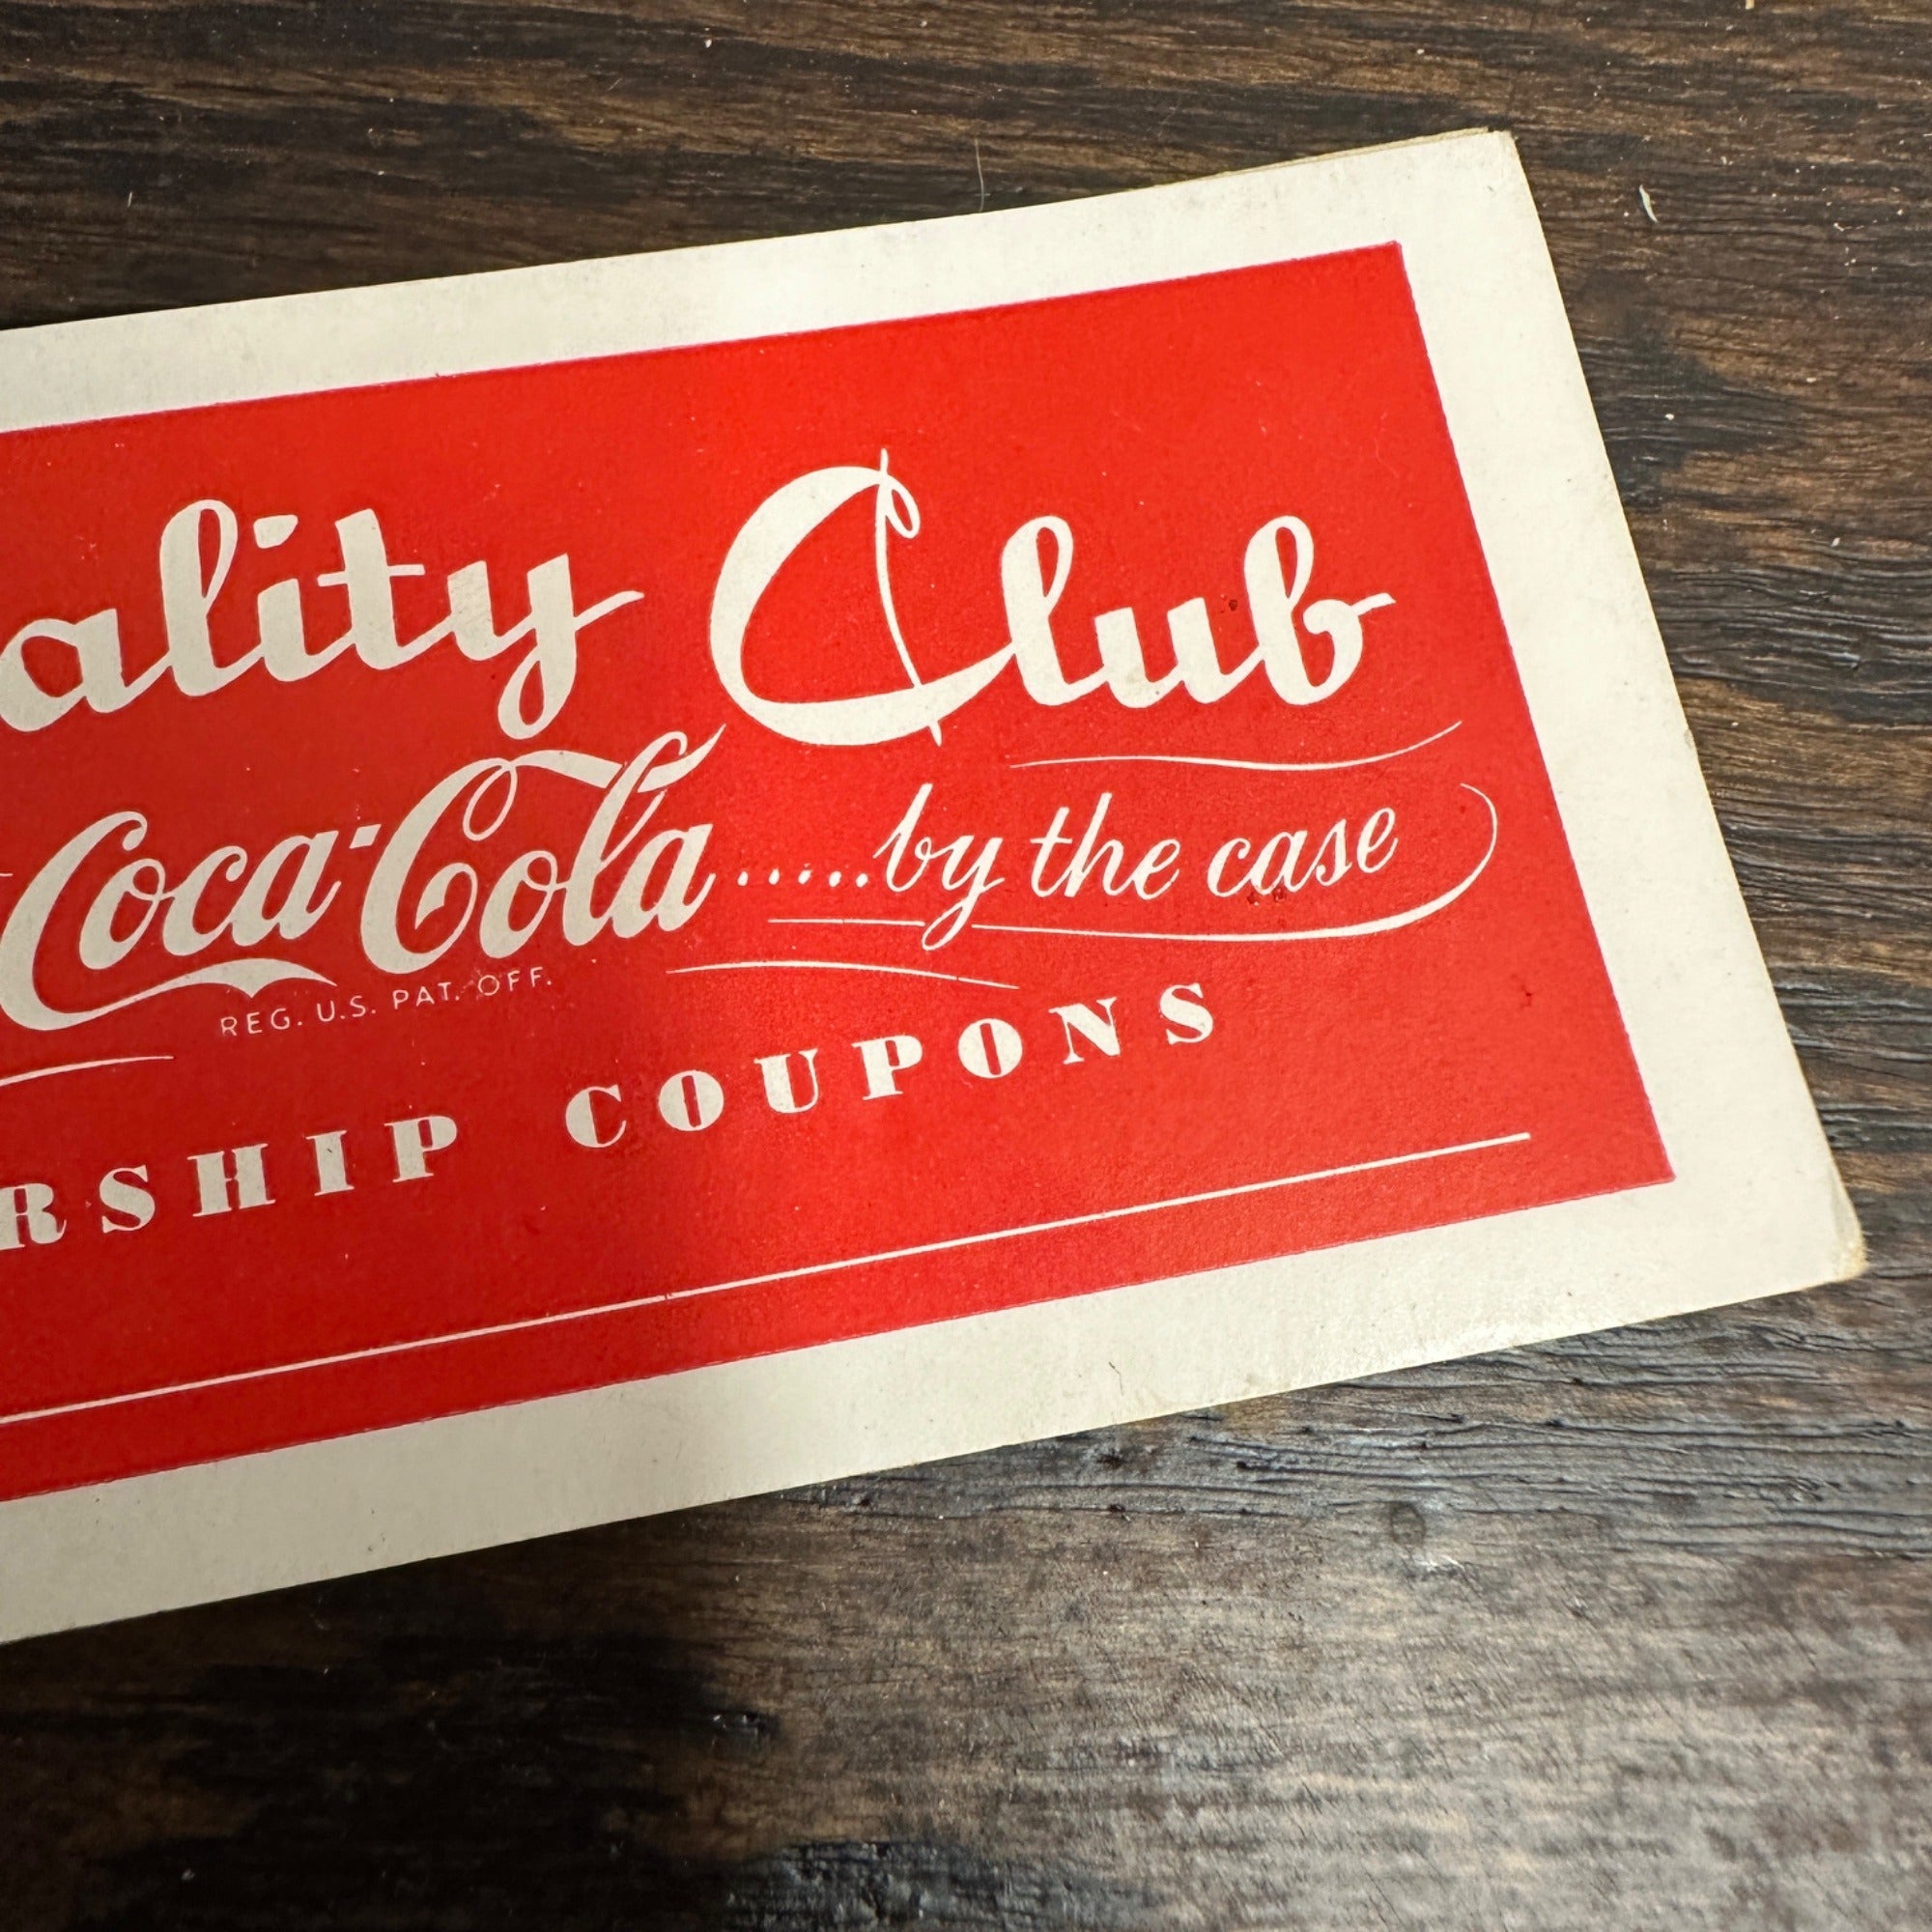 ality Club
Coca-Cola.....by the case
REG. U.S. PAT. OFF.
RSHIP COUPONS